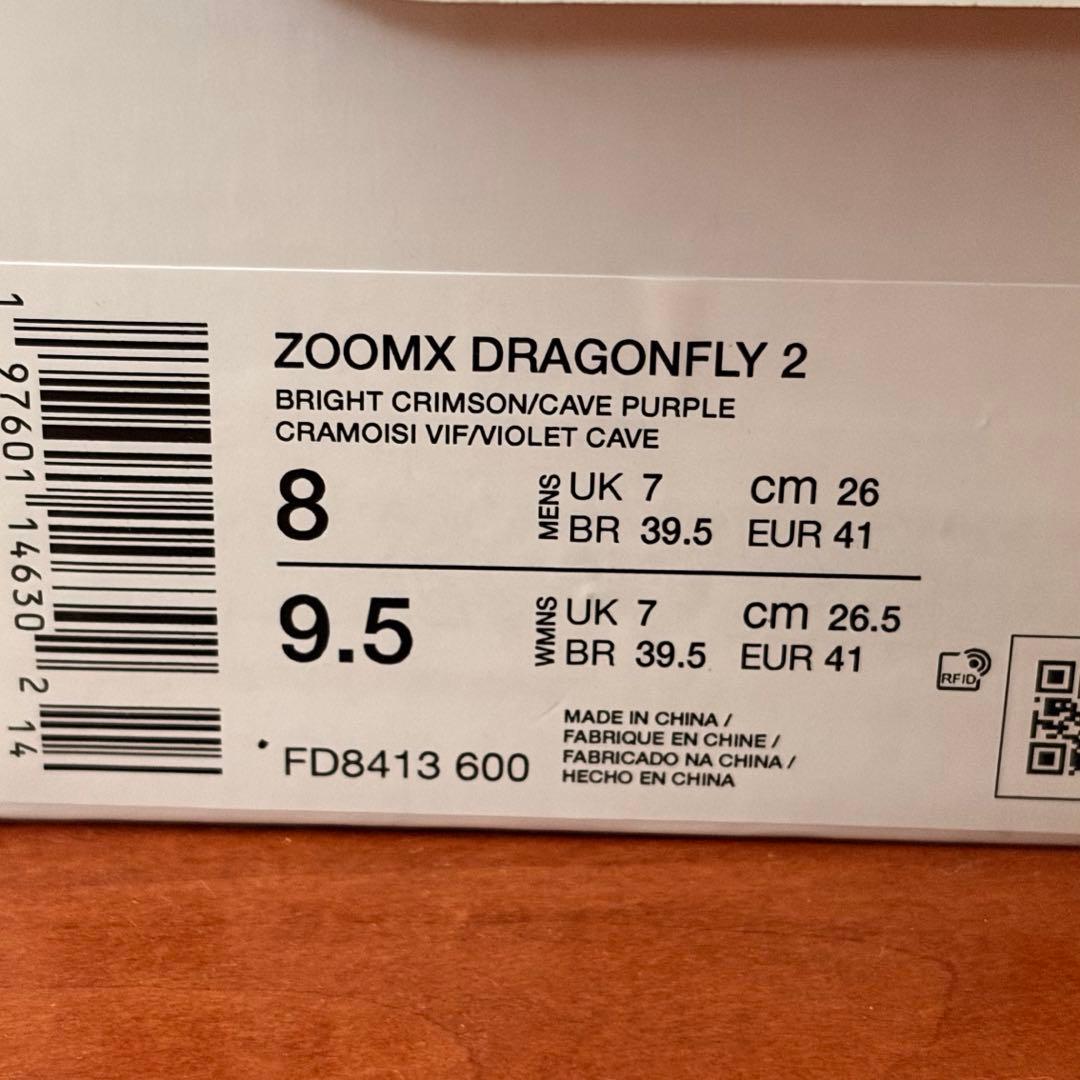 ZOOMX DRAGONFLY 2
BRIGHT CRIMSON/CAVE PURPLE
CRAMOISI VIF/VIOLET CAVE
8 MENS UK 7 cm 26
BR 39.5 EUR 41
9.5 WMNS UK 7 cm 26.5
BR 39.5 EUR 41
RFID
FD8413 600
MADE IN CHINA /
FABRIQUE EN CHINE /
FABRICADO NA CHINA /
HECHO EN CHINA
1 97601 14630 2 14